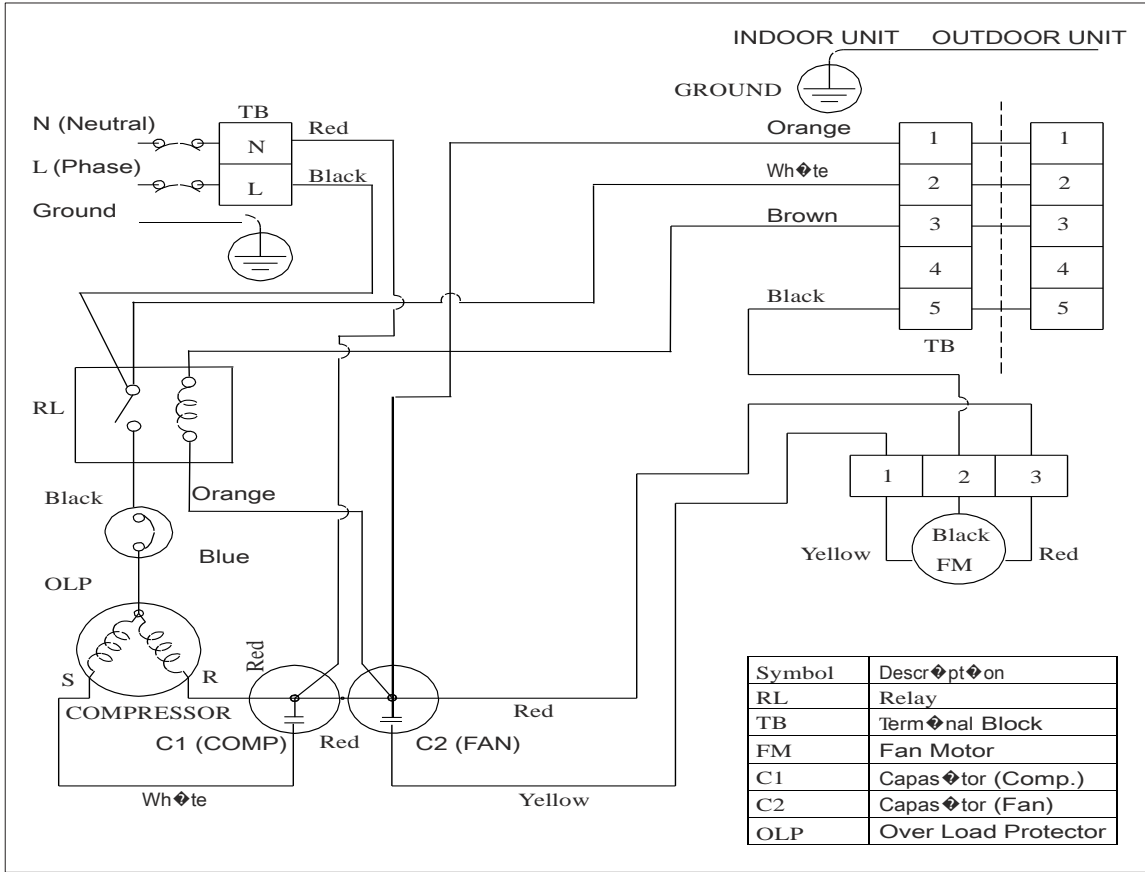 INDOOR UNIT OUTDOOR UNIT
GROUND
TB
N (Neutral)
Red
N
L (Phase)
Black
L
Ground
Orange
Wh�te
Brown
Black
1
2
3
4
5
1
2
3
4
5
TB
RL
Black
Orange
Blue
OLP
S
R
COMPRESSOR
Red
C1 (COMP)
Red
C2 (FAN)
Red
Wh�te
Yellow
1
2
3
Black
FM
Yellow
Red
Symbol Descr�pt�on
RL Relay
TB Term�nal Block
FM Fan Motor
C1 Capas�tor (Comp.)
C2 Capas�tor (Fan)
OLP Over Load Protector